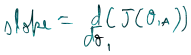 slope = d/dθ₁ (J(θ₁))